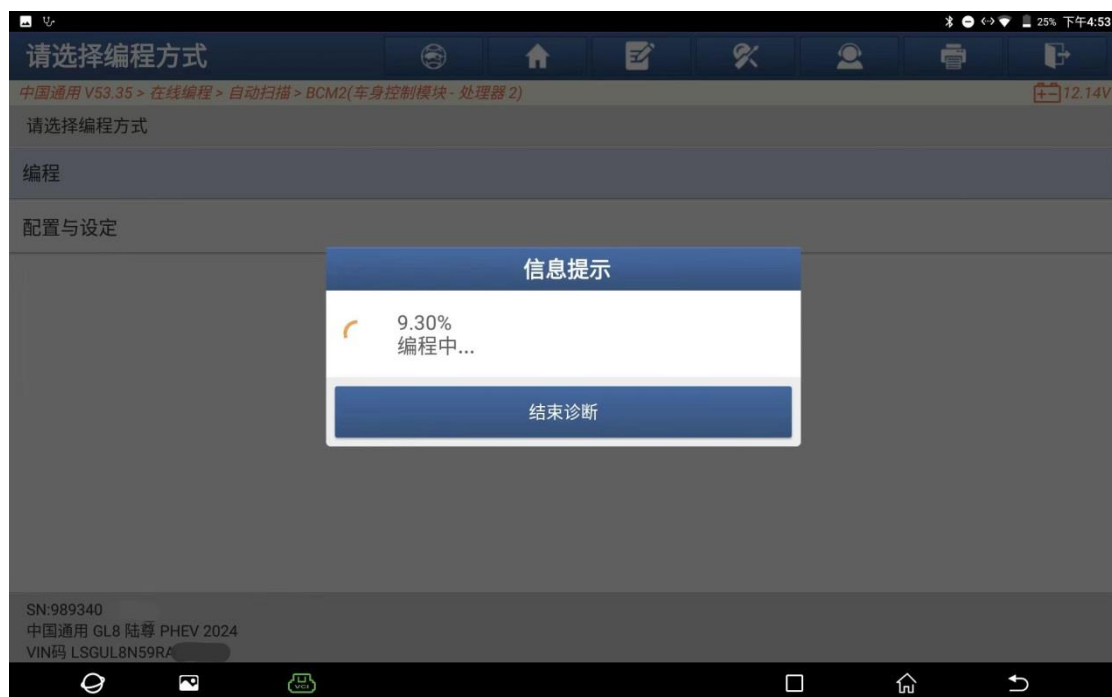 25% 下午4:53
请选择编程方式
中国通用 V53.35 > 在线编程 > 自动扫描 > BCM2(车身控制模块 - 处理器 2)
12.14V
请选择编程方式
编程
配置与设定
信息提示
9.30%
编程中...
结束诊断
SN:989340
中国通用 GL8 陆尊 PHEV 2024
VIN码 LSGUL8N59RA
VCI